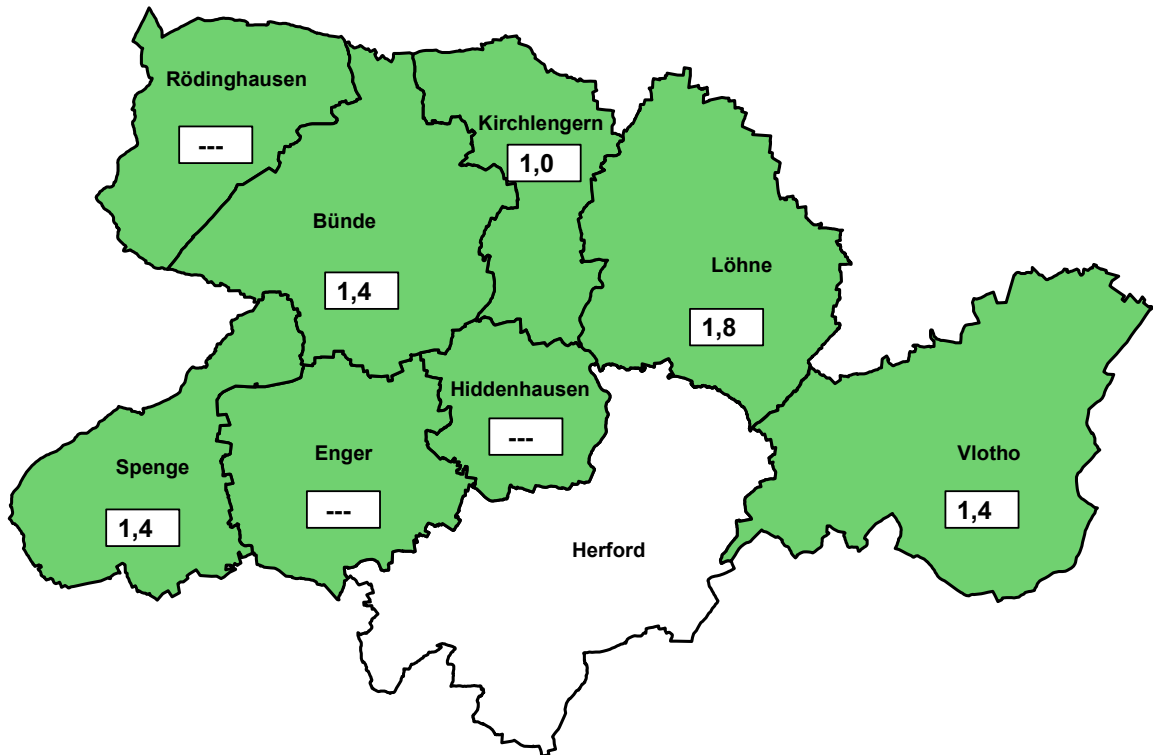 Rödinghausen
---
Kirchlengern
1,0
Bünde
1,4
Löhne
1,8
Hiddenhausen
---
Spenge
1,4
Enger
---
Vlotho
1,4
Herford